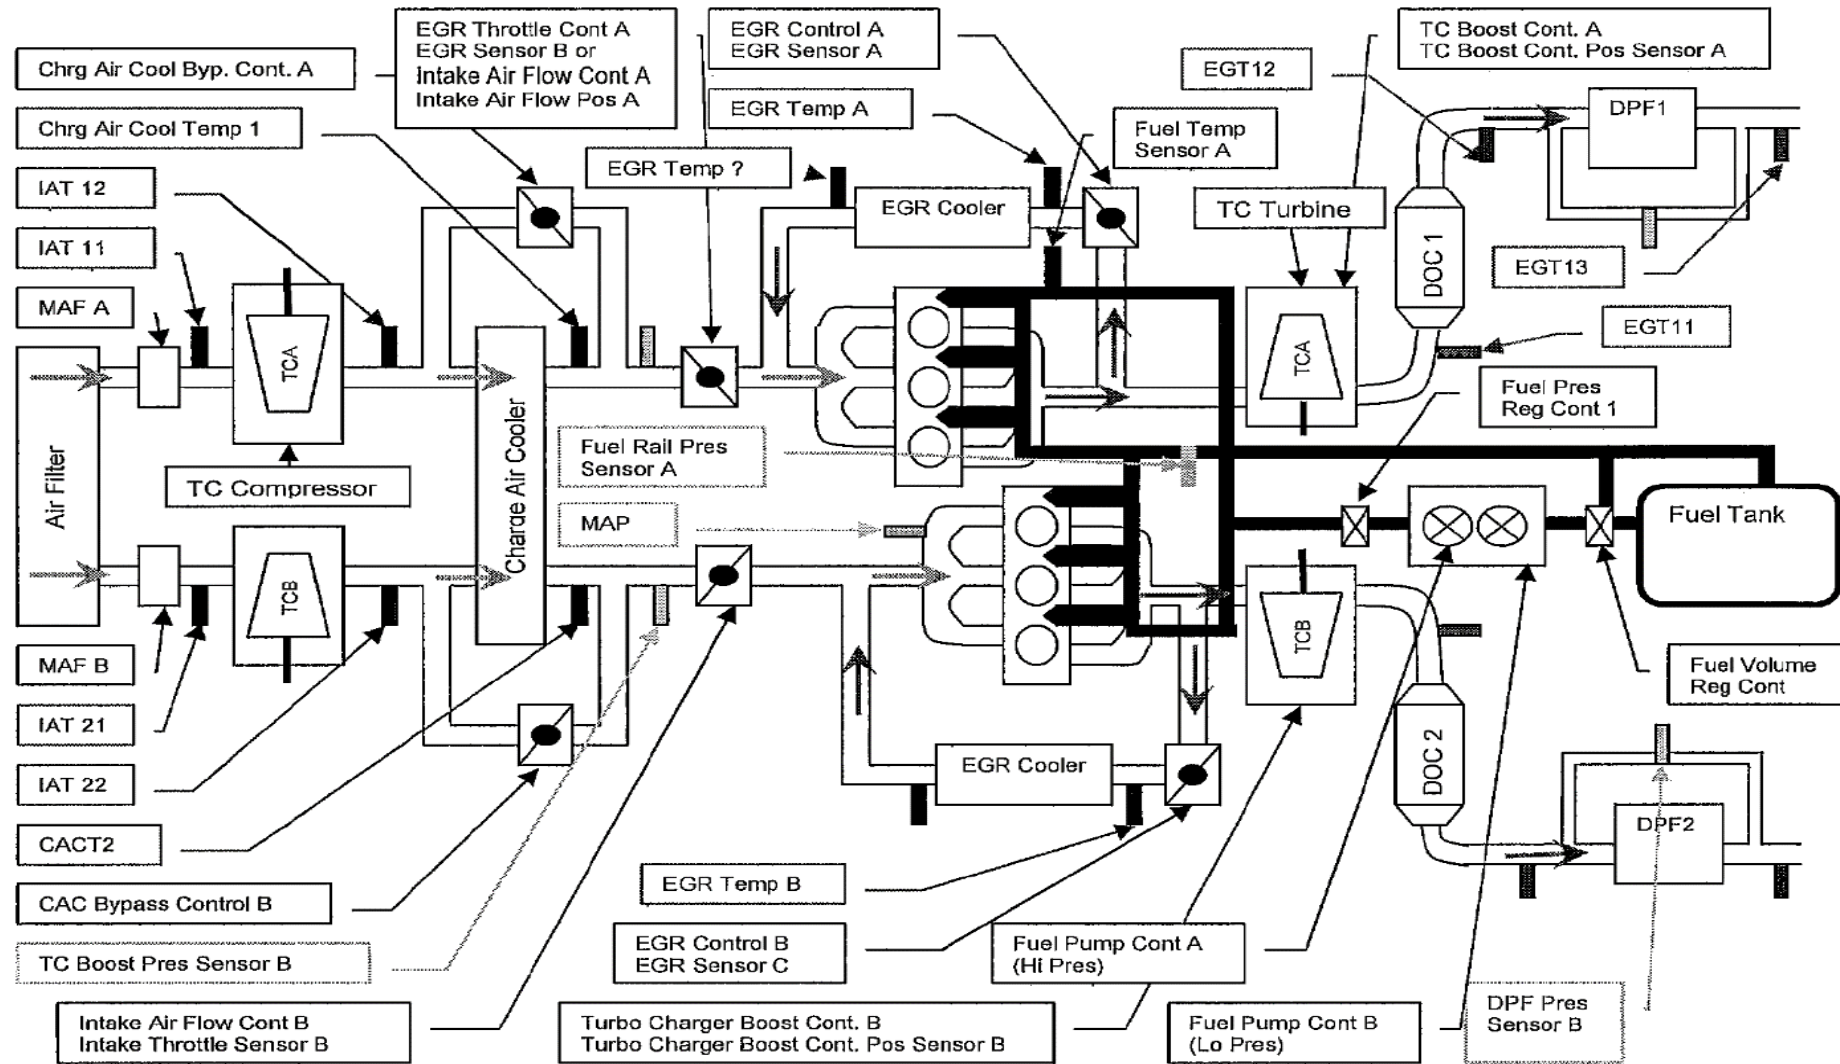 EGR Throttle Cont A
EGR Sensor B or
Intake Air Flow Cont A
Intake Air Flow Pos A
EGR Control A
EGR Sensor A
TC Boost Cont. A
TC Boost Cont. Pos Sensor A
Chrg Air Cool Byp. Cont. A
EGT12
EGR Temp A
DPF1
Chrg Air Cool Temp 1
Fuel Temp
Sensor A
EGR Temp ?
IAT 12
EGR Cooler
TC Turbine
IAT 11
DOC 1
EGT13
MAF A
EGT11
TCA
TCA
Fuel Pres
Reg Cont 1
Air Filter
TC Compressor
Charge Air Cooler
Fuel Rail Pres
Sensor A
MAP
Fuel Tank
TCB
TCB
MAF B
Fuel Volume
Reg Cont
IAT 21
DOC 2
IAT 22
EGR Cooler
CACT2
DPF2
EGR Temp B
CAC Bypass Control B
EGR Control B
EGR Sensor C
Fuel Pump Cont A
(Hi Pres)
TC Boost Pres Sensor B
DPF Pres
Sensor B
Intake Air Flow Cont B
Intake Throttle Sensor B
Turbo Charger Boost Cont. B
Turbo Charger Boost Cont. Pos Sensor B
Fuel Pump Cont B
(Lo Pres)